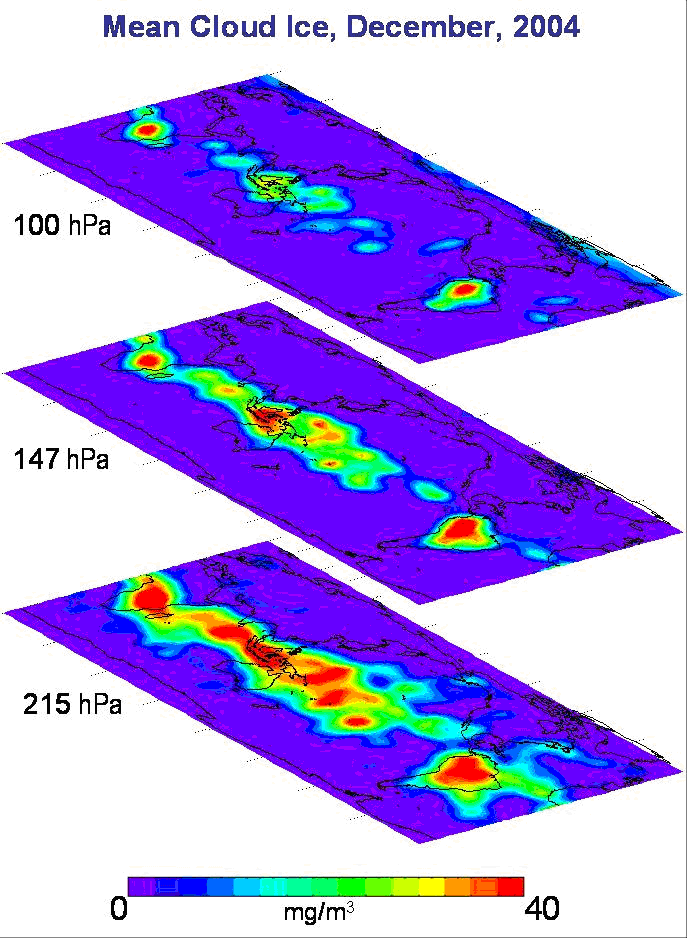 Mean Cloud Ice, December, 2004
100 hPa
147 hPa
215 hPa
0 mg/m³ 40